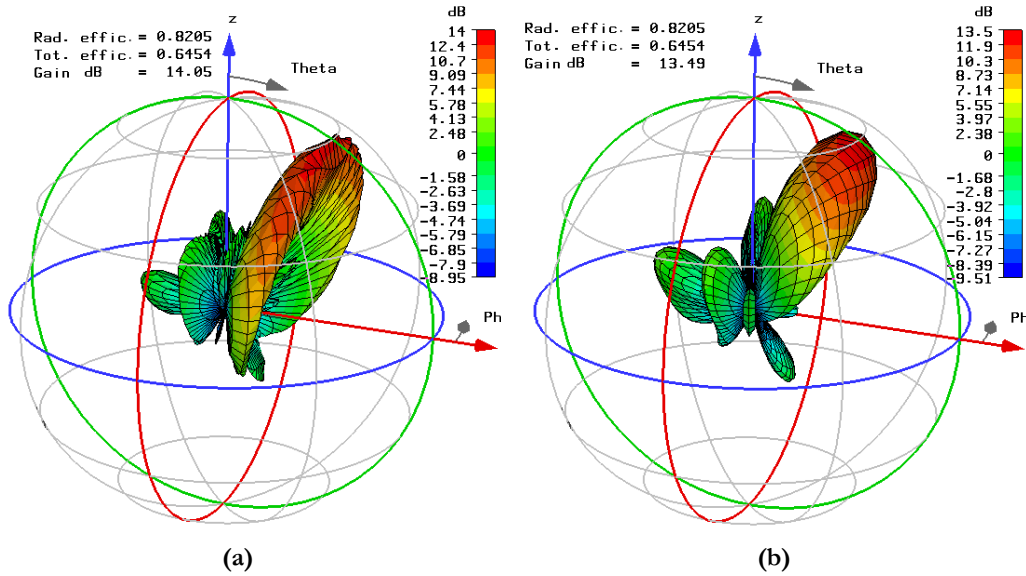 z
Rad. effic. = 0.8205
Tot. effic. = 0.6454
Gain dB = 14.05
Theta
dB
14
12.4
10.7
9.09
7.44
5.78
4.13
2.48
0
-1.58
-2.63
-3.69
-4.74
-5.79
-6.85
-7.9
-8.95
Ph
(a)
z
Rad. effic. = 0.8205
Tot. effic. = 0.6454
Gain dB = 13.49
Theta
dB
13.5
11.9
10.3
8.73
7.14
5.55
3.97
2.38
0
-1.68
-2.8
-3.92
-5.04
-6.15
-7.27
-8.39
-9.51
Ph
(b)